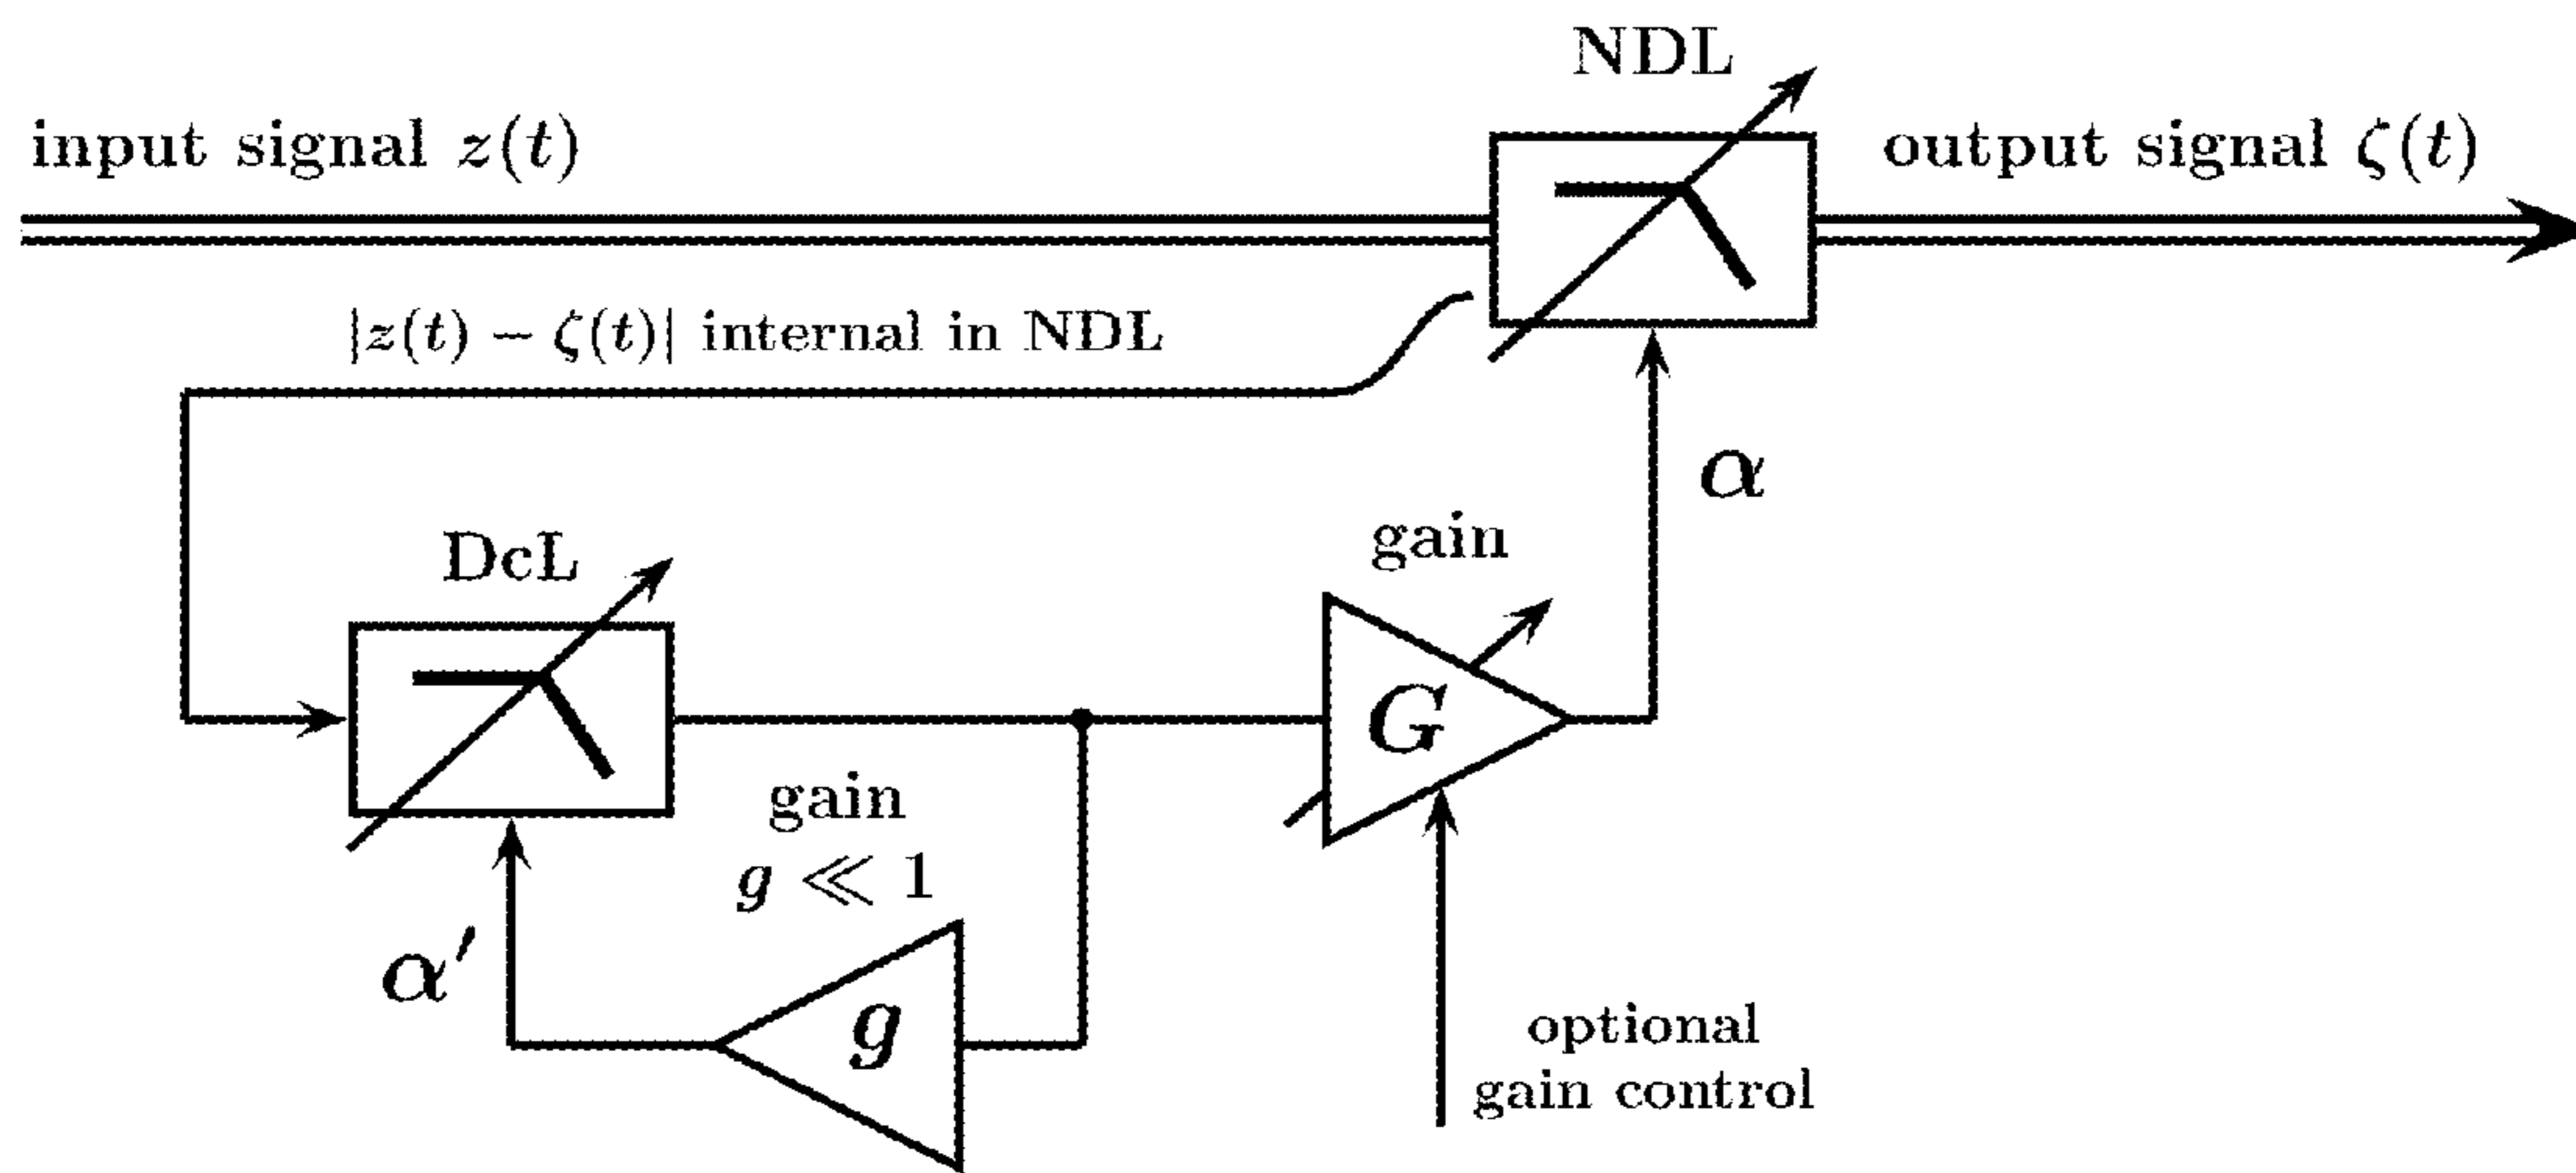 NDL
input signal z(t)
output signal ζ(t)
|z(t) − ζ(t)| internal in NDL
α
gain
DcL
G
gain
g ≪ 1
α′
g
optional
gain control